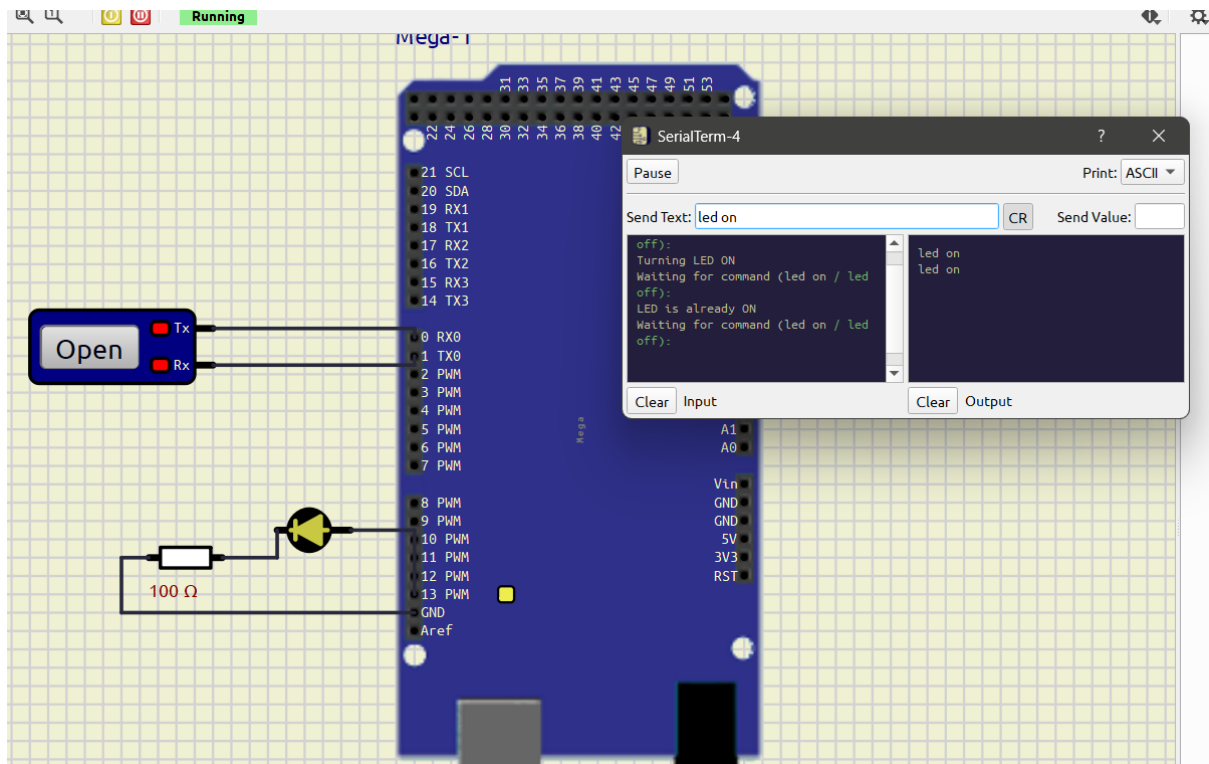 Running
Mega-1
31 33 35 37 39 41 43 45 47 49 51 53
22 24 26 28 30 32 34 36 38 40 42
SerialTerm-4
Pause
Print: ASCII
Send Text: led on
CR
Send Value:
off):
Turning LED ON
Waiting for command (led on / led
off):
LED is already ON
Waiting for command (led on / led
off):
led on
led on
Clear Input
Clear Output
21 SCL
20 SDA
19 RX1
18 TX1
17 RX2
16 TX2
15 RX3
14 TX3
0 RX0
1 TX0
2 PWM
3 PWM
4 PWM
5 PWM
6 PWM
7 PWM
8 PWM
9 PWM
10 PWM
11 PWM
12 PWM
13 PWM
GND
Aref
Open
Tx
Rx
100 Ω
Mega
A1
A0
Vin
GND
GND
5V
3V3
RST